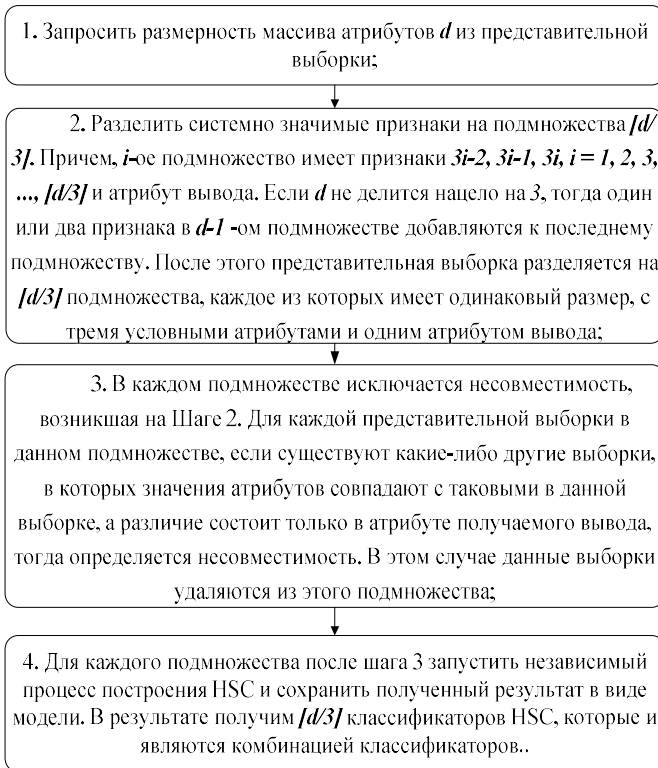 1. Запросить размерность массива атрибутов d из представительной
выборки;
2. Разделить системно значимые признаки на подмножества [d/
3]. Причем, i-ое подмножество имеет признаки 3i-2, 3i-1, 3i, i = 1, 2, 3,
..., [d/3] и атрибут вывода. Если d не делится нацело на 3, тогда один
или два признака в d-1 -ом подмножестве добавляются к последнему
подмножеству. После этого представительная выборка разделяется на
[d/3] подмножества, каждое из которых имеет одинаковый размер, с
тремя условными атрибутами и одним атрибутом вывода;
3. В каждом подмножестве исключается несовместимость,
возникшая на Шаге 2. Для каждой представительной выборки в
данном подмножестве, если существуют какие-либо другие выборки,
в которых значения атрибутов совпадают с таковыми в данной
выборке, а различие состоит только в атрибуте получаемого вывода,
тогда определяется несовместимость. В этом случае данные выборки
удаляются из этого подмножества;
4. Для каждого подмножества после шага 3 запустить независимый
процесс построения HSC и сохранить полученный результат в виде
модели. В результате получим [d/3] классификаторов HSC, которые и
являются комбинацией классификаторов..